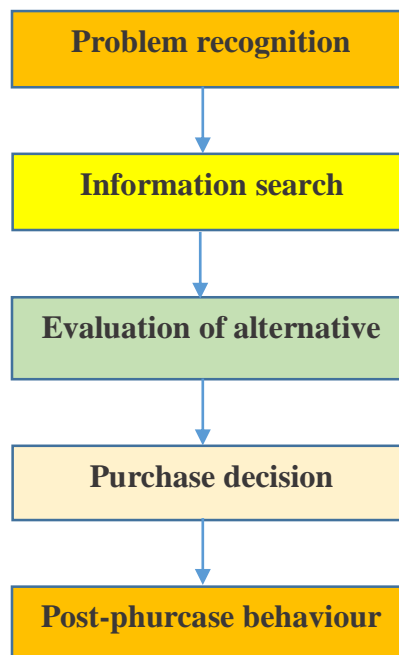 Problem recognition
Information search
Evaluation of alternative
Purchase decision
Post-phurcase behaviour